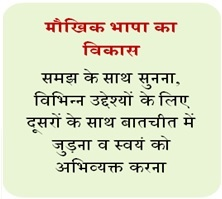 मौखिक भाषा का
विकास
समझ के साथ सुनना,
विभिन्न उद्देश्यों के लिए
दूसरों के साथ बातचीत में
जुड़ना व स्वयं को
अभिव्यक्त करना